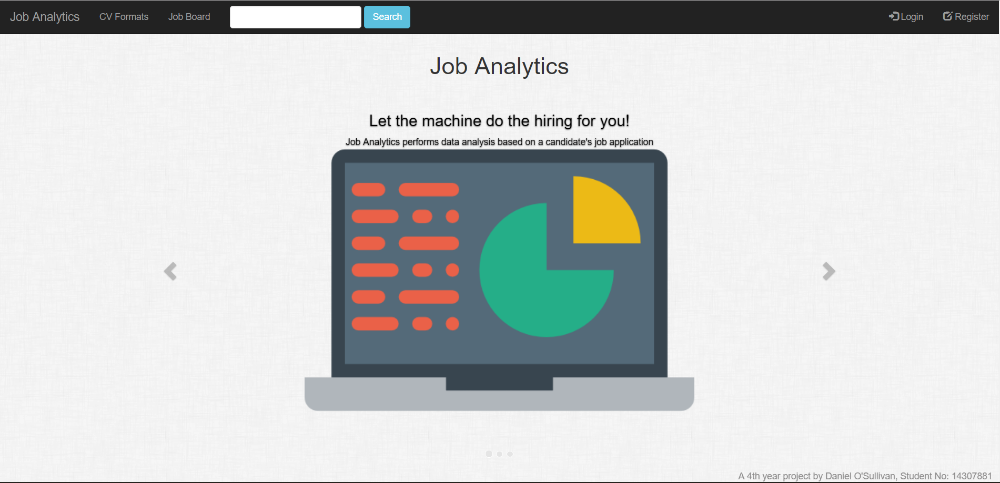 Job Analytics CV Formats Job Board Search Login Register
Job Analytics
Let the machine do the hiring for you!
Job Analytics performs data analysis based on a candidate's job application
A 4th year project by Daniel O'Sullivan, Student No: 14307881